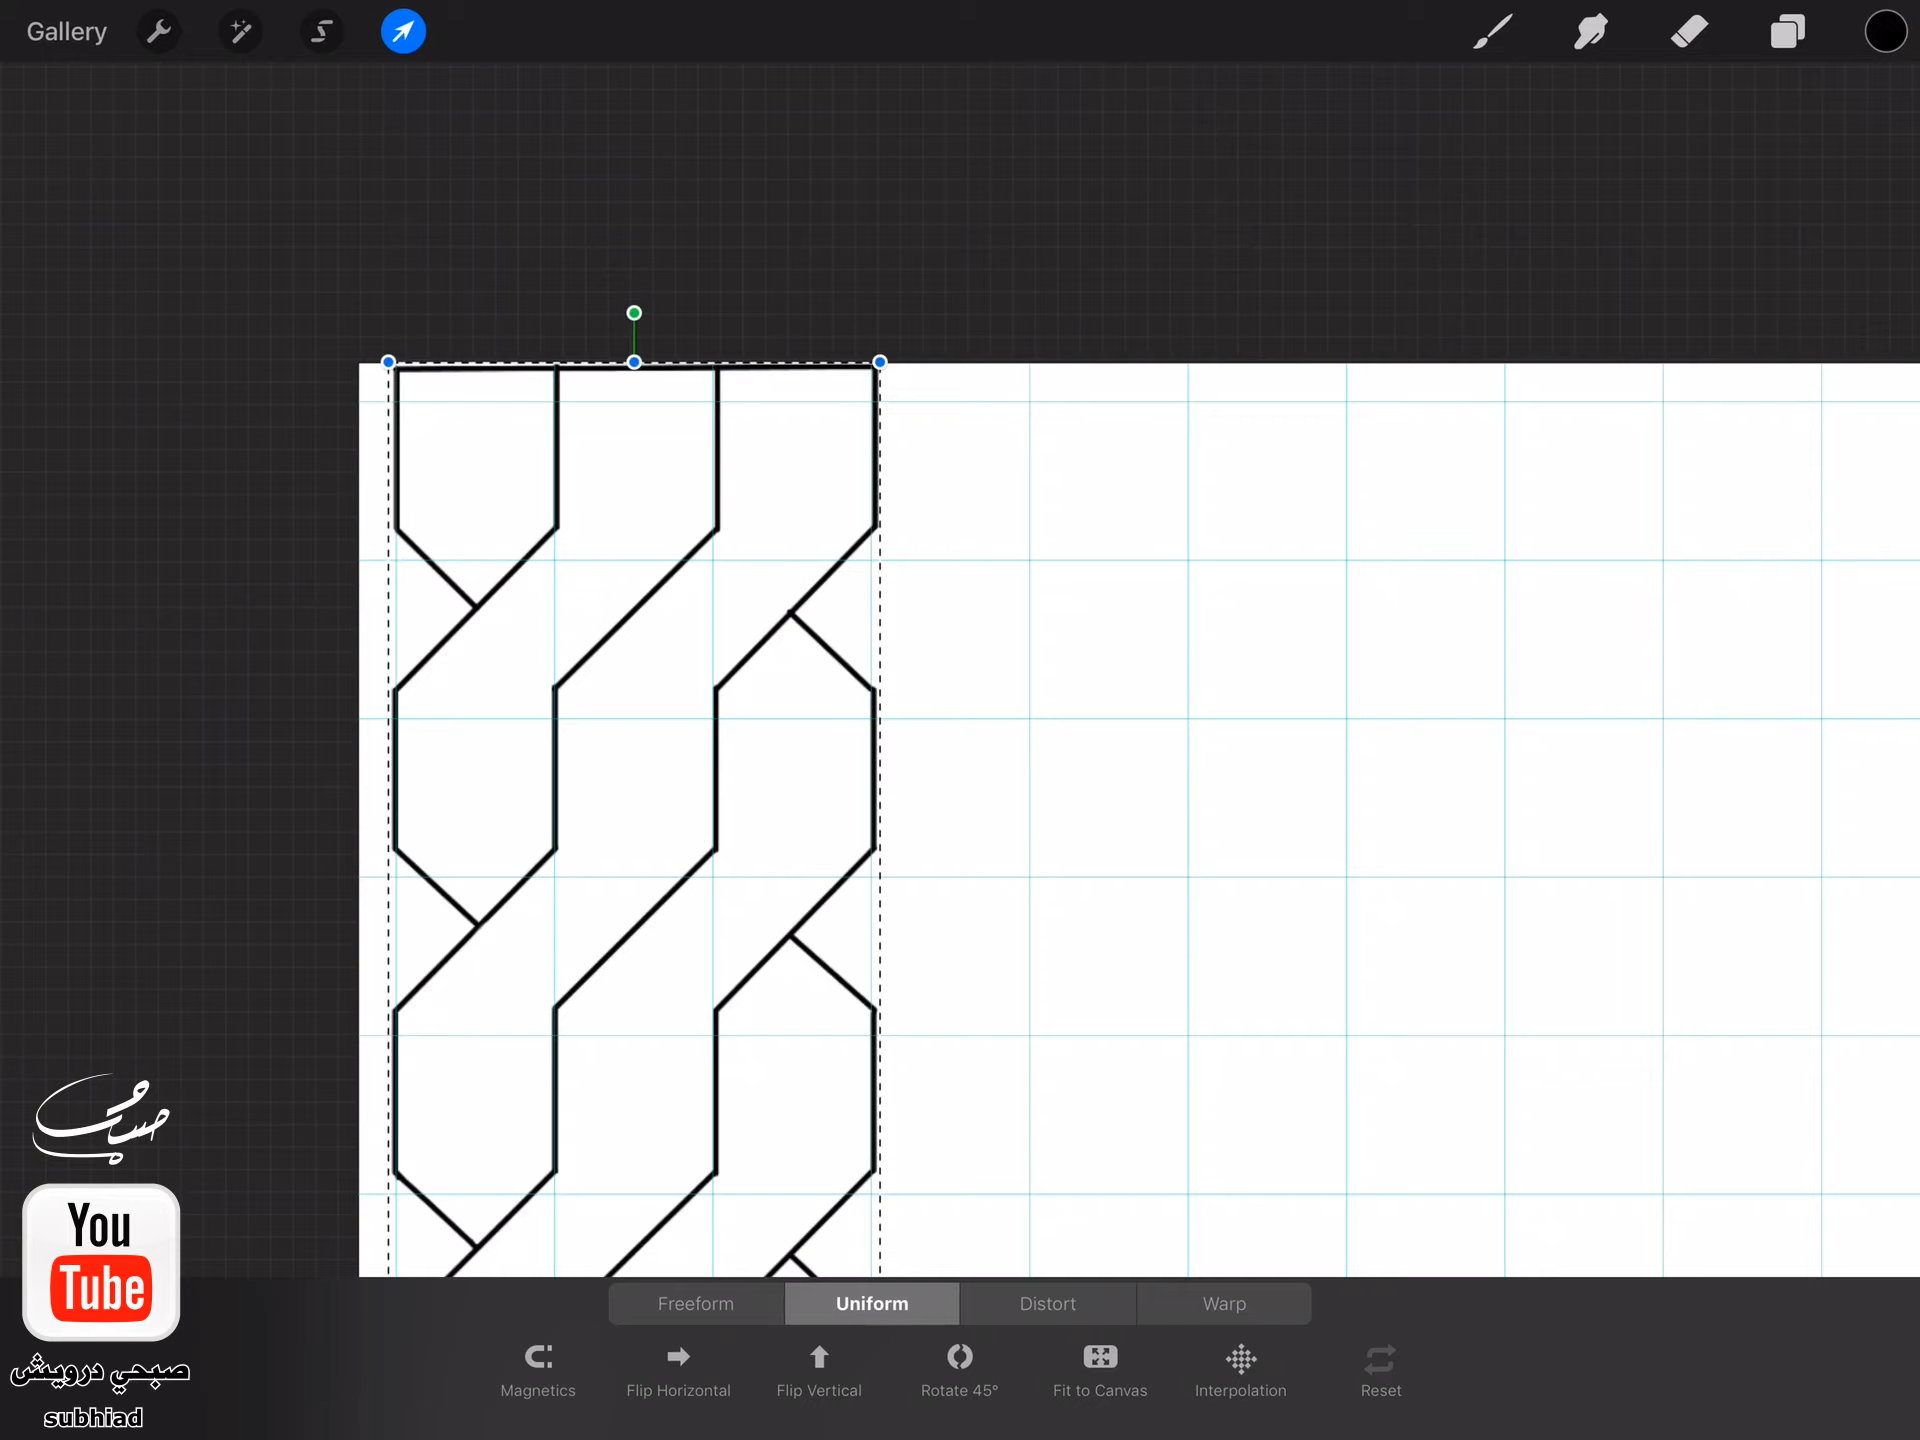 Gallery
صبحي
You
Tube
صبحي درويش
subhiad
Freeform Uniform Distort Warp
Magnetics Flip Horizontal Flip Vertical Rotate 45° Fit to Canvas Interpolation Reset